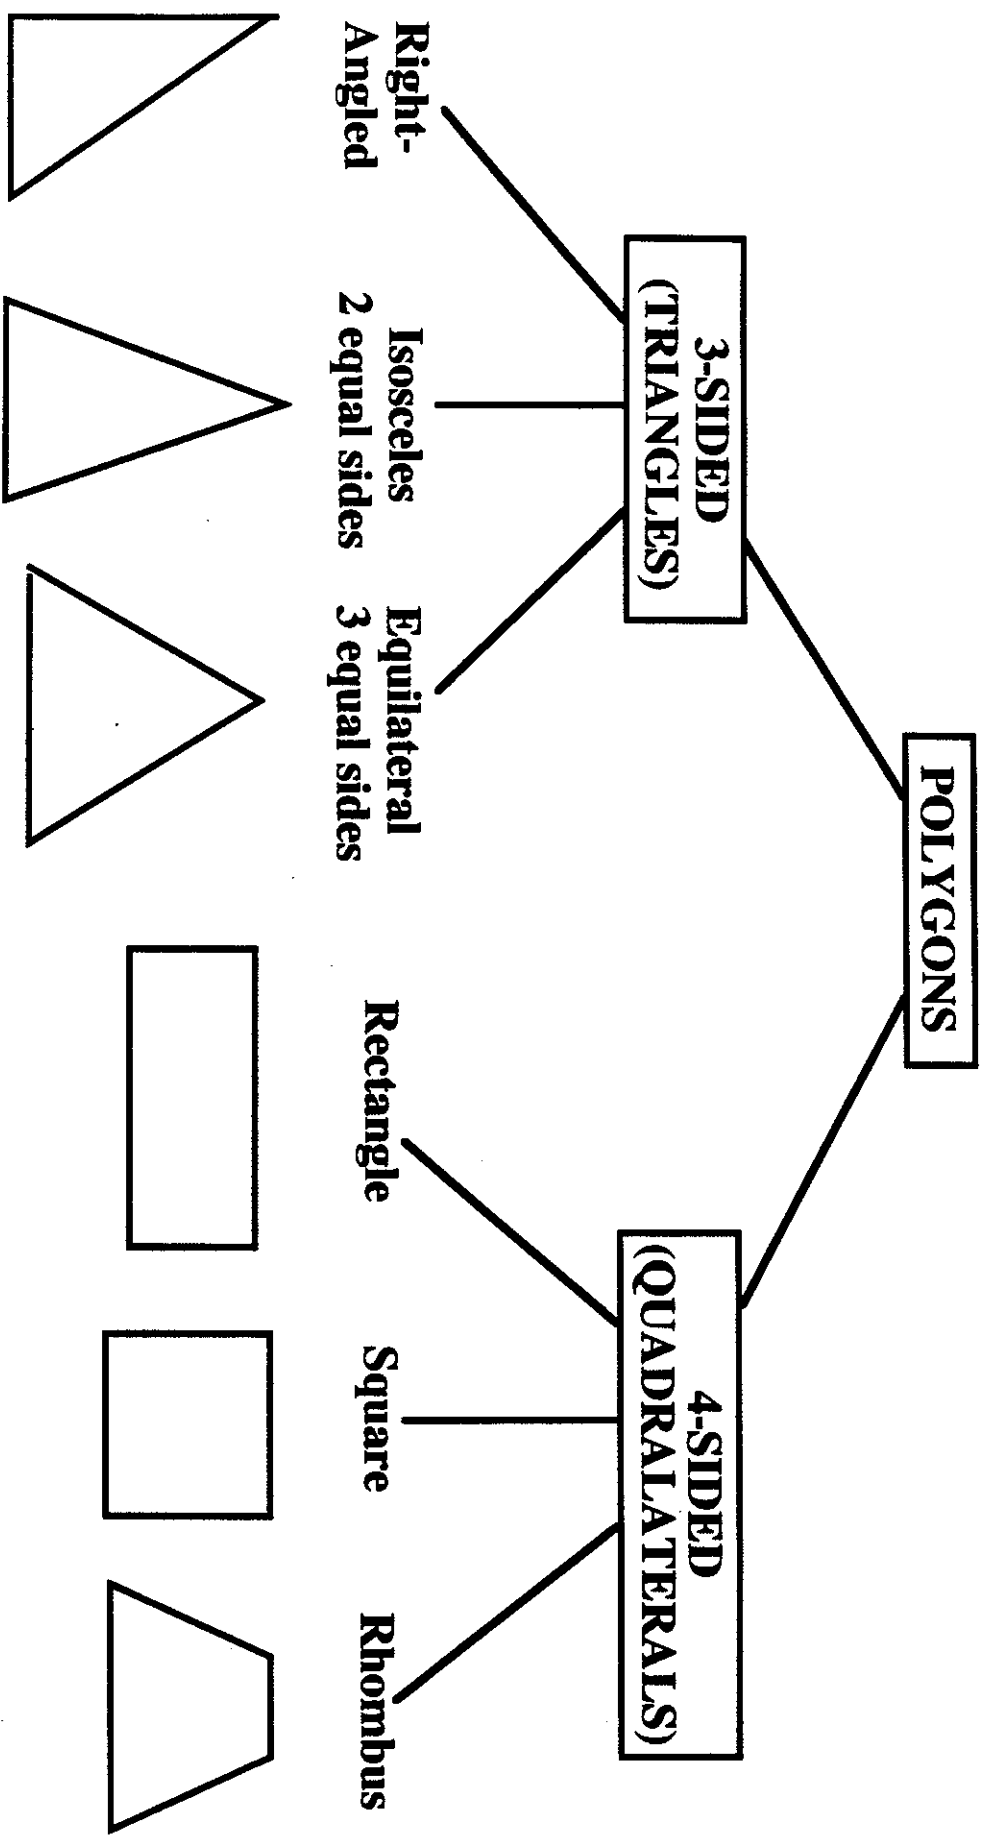 POLYGONS
3-SIDED
(TRIANGLES)
4-SIDED
(QUADRALATERALS)
Right-
Angled
Isosceles
2 equal sides
Equilateral
3 equal sides
Rectangle
Square
Rhombus